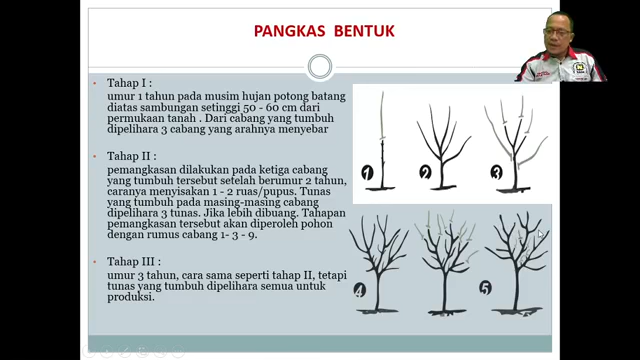 PANGKAS BENTUK
• Tahap I :
umur 1 tahun pada musim hujan potong batang
diatas sambungan setinggi 50 - 60 cm dari
permukaan tanah . Dari cabang yang tumbuh
dipelihara 3 cabang yang arahnya menyebar
• Tahap II :
pemangkasan dilakukan pada ketiga cabang
yang tumbuh tersebut setelah berumur 2 tahun,
caranya menyisakan 1 - 2 ruas/pupus. Tunas
yang tumbuh pada masing-masing cabang
dipelihara 3 tunas. Jika lebih dibuang. Tahapan
pemangkasan tersebut akan diperoleh pohon
dengan rumus cabang 1- 3 - 9.
• Tahap III :
umur 3 tahun, cara sama seperti tahap II, tetapi
tunas yang tumbuh dipelihara semua untuk
produksi.
1
2
3
4
5